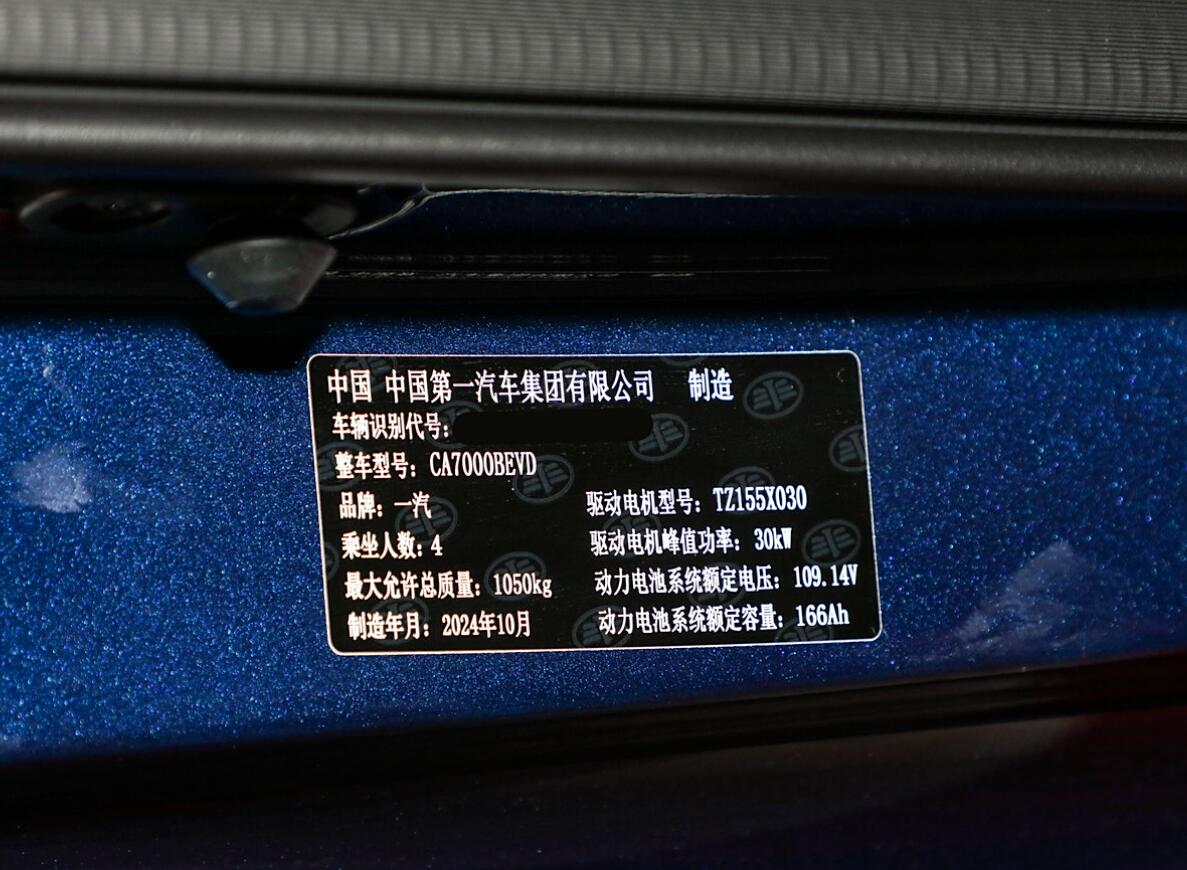 中国 中国第一汽车集团有限公司 制造
车辆识别代号：
整车型号：CA7000BEVD
品牌：一汽 驱动电机型号：TZ155X030
乘坐人数：4 驱动电机峰值功率：30kW
最大允许总质量：1050kg 动力电池系统额定电压：109.14V
制造年月：2024年10月 动力电池系统额定容量：166Ah